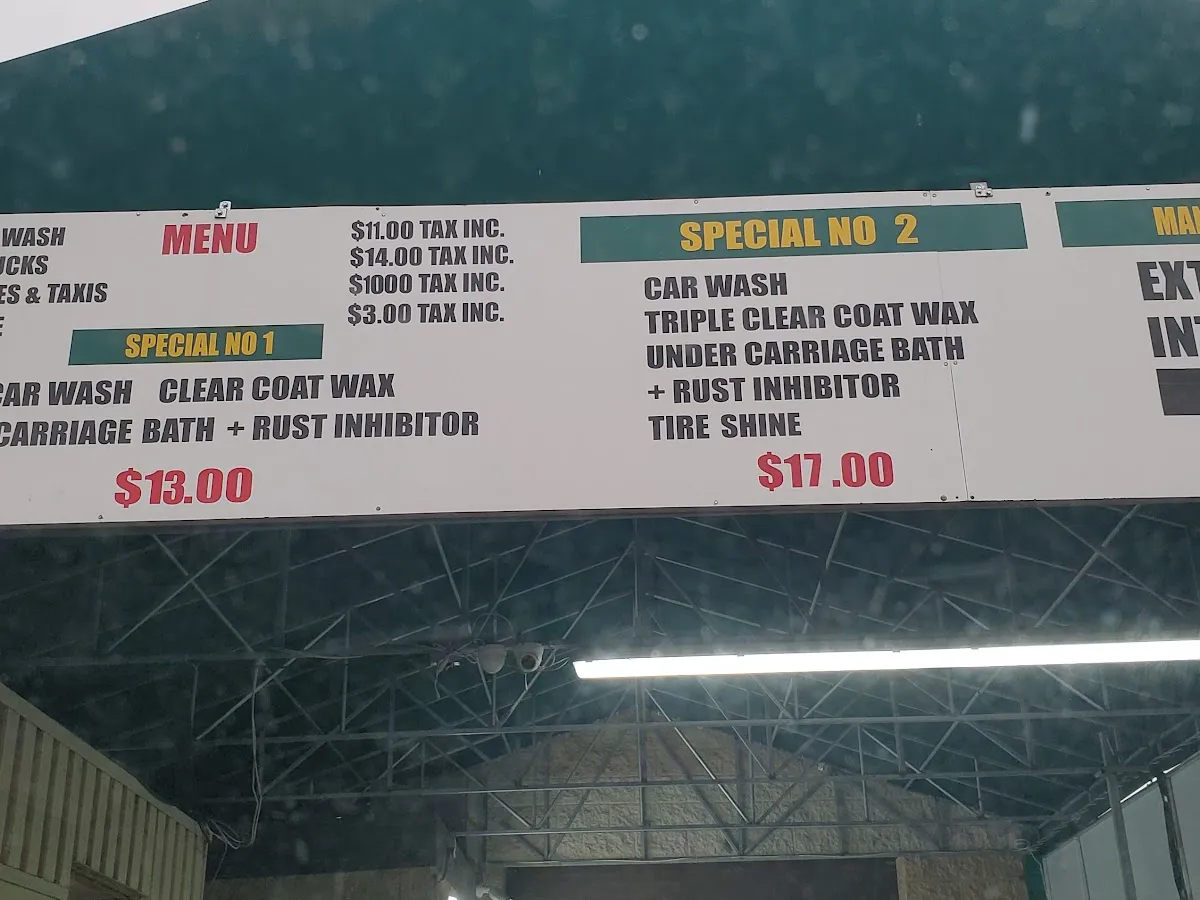 WASH
MENU
$11.00 TAX INC.
$14.00 TAX INC.
& TAXIS
$1000 TAX INC.
$3.00 TAX INC.
SPECIAL NO 1
CAR WASH CLEAR COAT WAX
CARRIAGE BATH + RUST INHIBITOR
$13.00
SPECIAL NO 2
CAR WASH
TRIPLE CLEAR COAT WAX
UNDER CARRIAGE BATH
+ RUST INHIBITOR
TIRE SHINE
$17.00